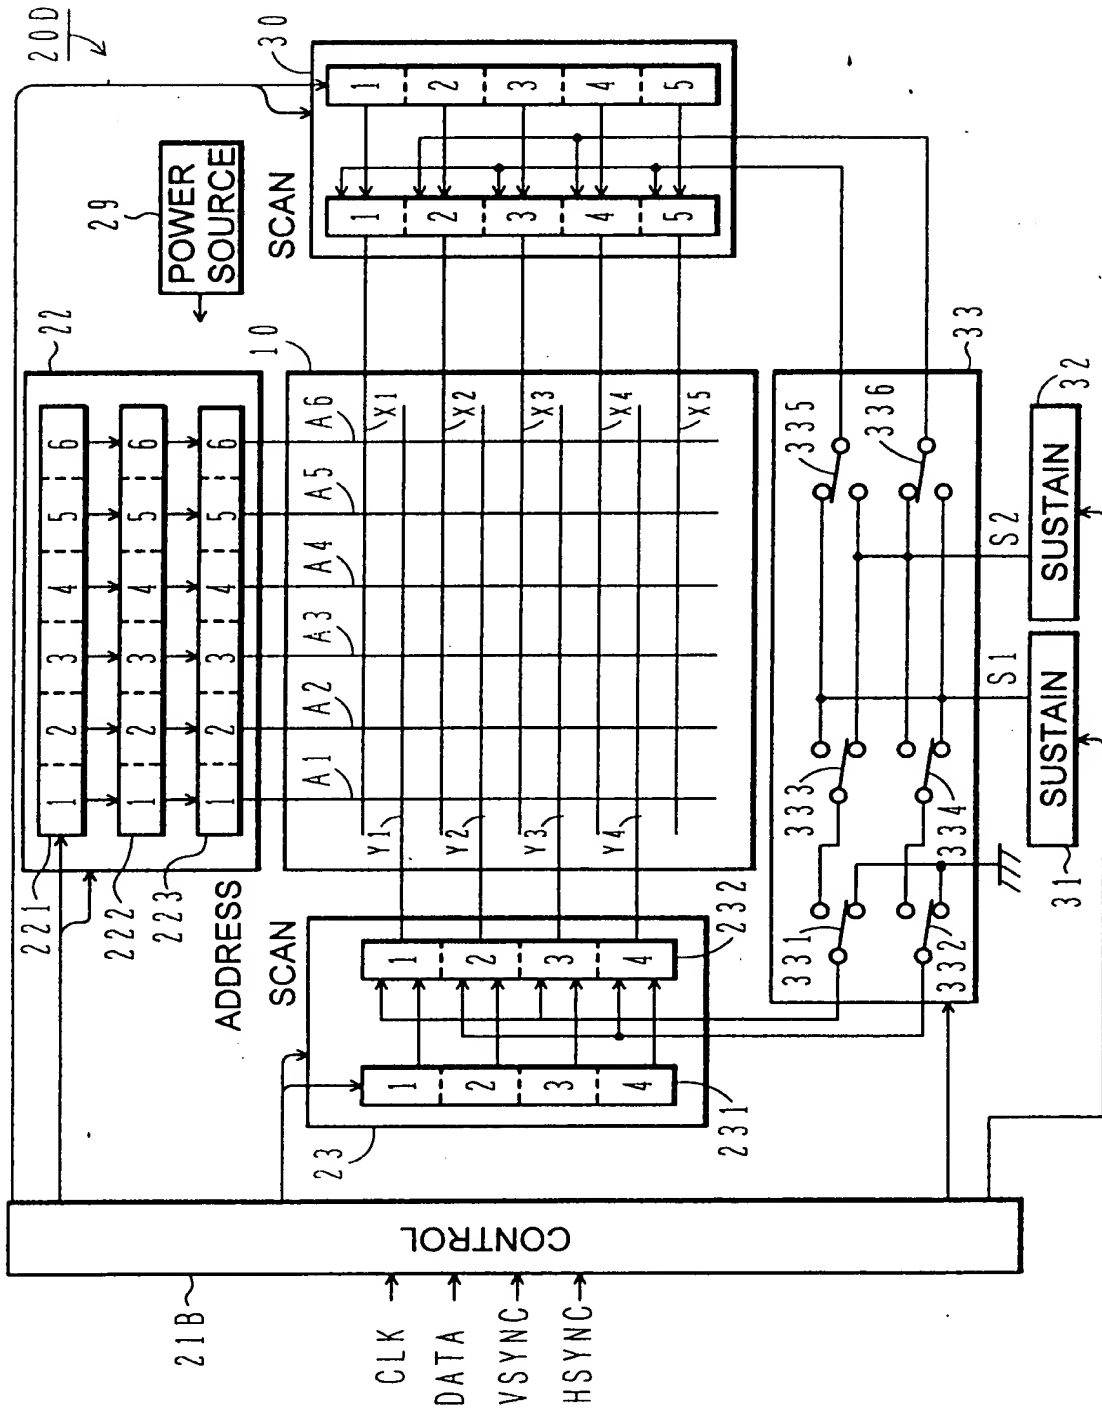 20D
30
1 2 3 4 5
1 2 3 4 5
SCAN
29
POWER
SOURCE
22
1 2 3 4 5 6
1 2 3 4 5 6
1 2 3 4 5 6
221
222
223
ADDRESS
10
A1 A2 A3 A4 A5 A6
X1
X2
X3
X4
X5
Y1
Y2
Y3
Y4
SCAN
232
1 2 3 4
1 2 3 4
231
23
33
331
332
333
334
335
336
S1
S2
SUSTAIN
31
SUSTAIN
32
CONTROL
21B
CLK
DATA
VSYNC
HSYNC